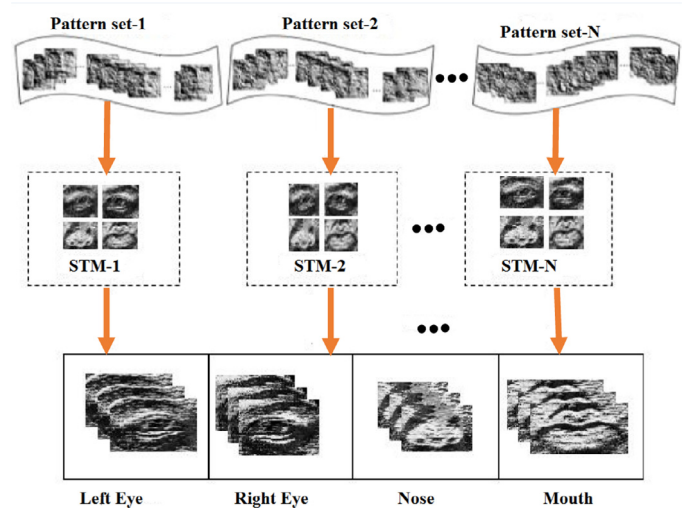 Pattern set-1
Pattern set-2
Pattern set-N
STM-1
STM-2
STM-N
Left Eye
Right Eye
Nose
Mouth